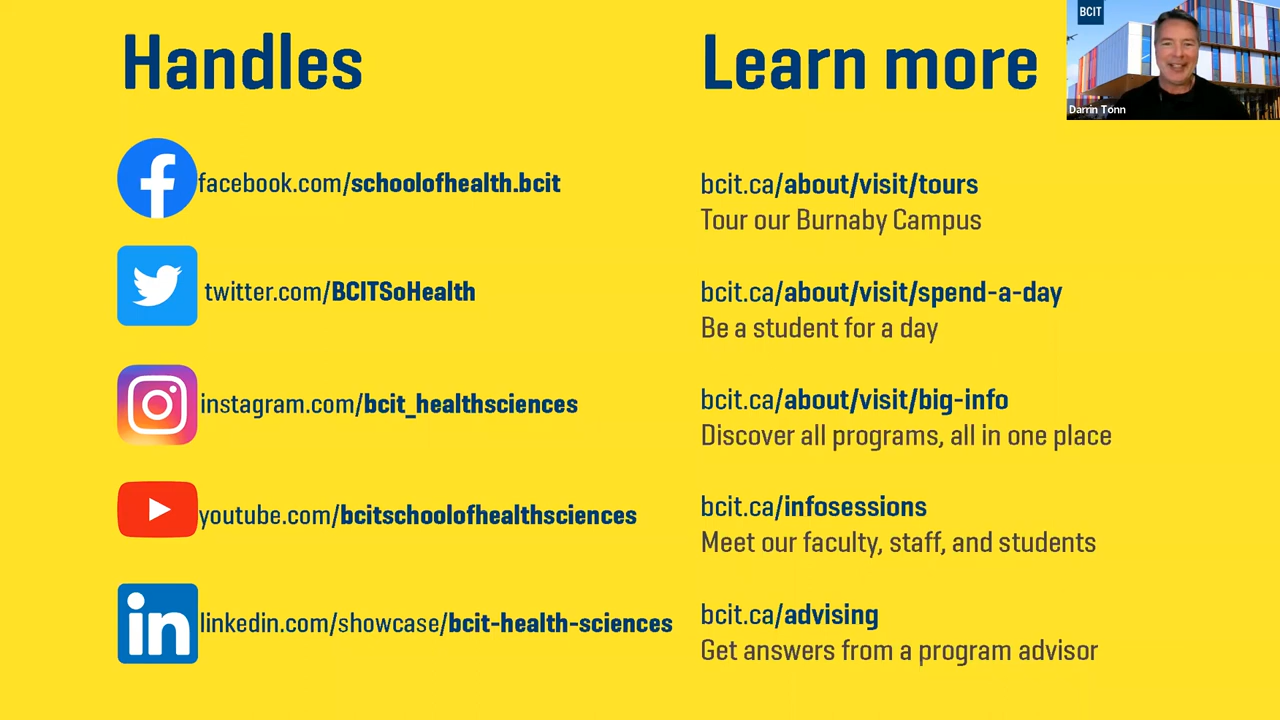 Handles
facebook.com/schoolofhealth.bcit
twitter.com/BCITSoHealth
instagram.com/bcit_healthsciences
youtube.com/bcitschoolofhealthsciences
in
linkedin.com/showcase/bcit-health-sciences
Learn more
bcit.ca/about/visit/tours
Tour our Burnaby Campus
bcit.ca/about/visit/spend-a-day
Be a student for a day
bcit.ca/about/visit/big-info
Discover all programs, all in one place
bcit.ca/infosessions
Meet our faculty, staff, and students
bcit.ca/advising
Get answers from a program advisor
BCIT
Darrin Tonn